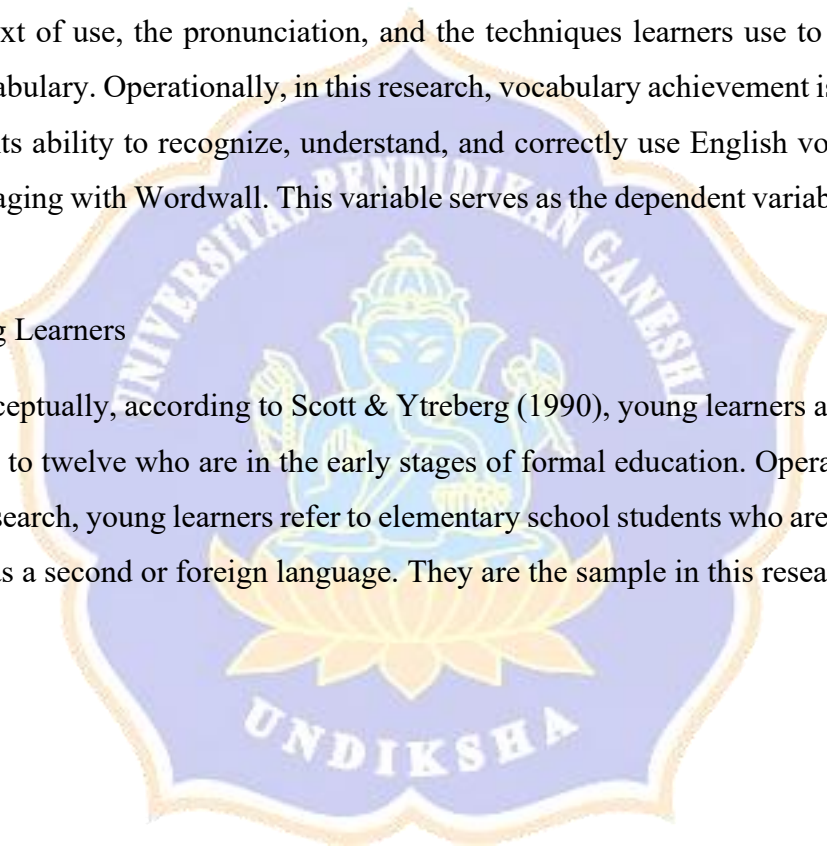 xt of use, the pronunciation, and the techniques learners use to
abulary. Operationally, in this research, vocabulary achievement is
ts ability to recognize, understand, and correctly use English vo
aging with Wordwall. This variable serves as the dependent variab
UNIVERSITAS PENDIDIKAN GANESHA
g Learners
ceptually, according to Scott & Ytreberg (1990), young learners a
to twelve who are in the early stages of formal education. Opera
search, young learners refer to elementary school students who are
as a second or foreign language. They are the sample in this resea
UNDIKSHA